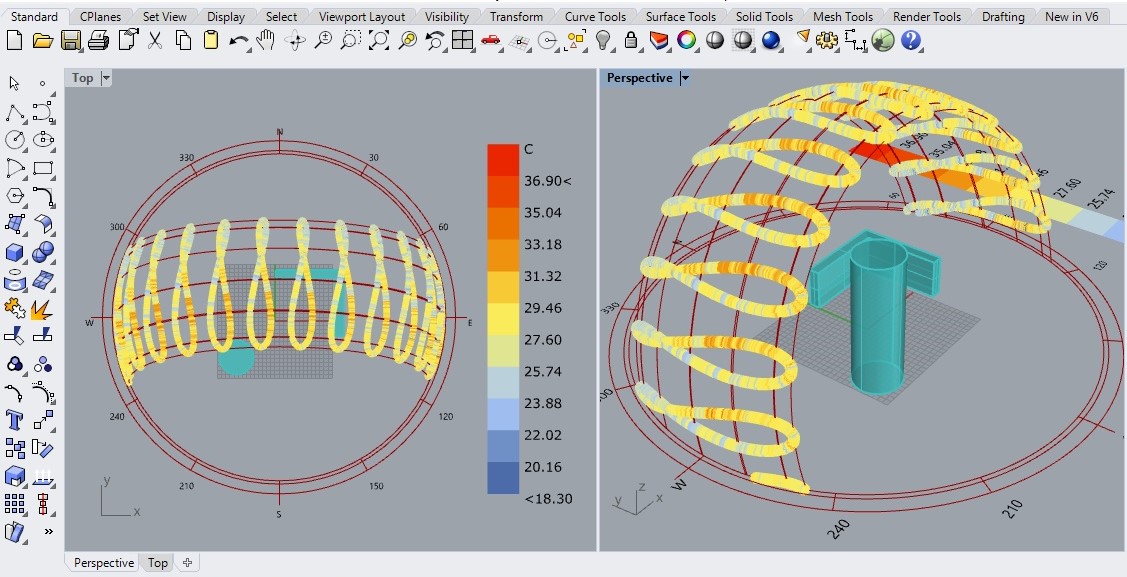 Standard CPlanes Set View Display Select Viewport Layout Visibility Transform Curve Tools Surface Tools Solid Tools Mesh Tools Render Tools Drafting New in V6
Top
Perspective
N
330
30
300
60
W
E
240
120
210
150
S
y
x
C
36.90<
35.04
33.18
31.32
29.46
27.60
25.74
23.88
22.02
20.16
<18.30
35.04
27.60
25.74
60
120
330
W
240
210
z
y
x
Perspective Top